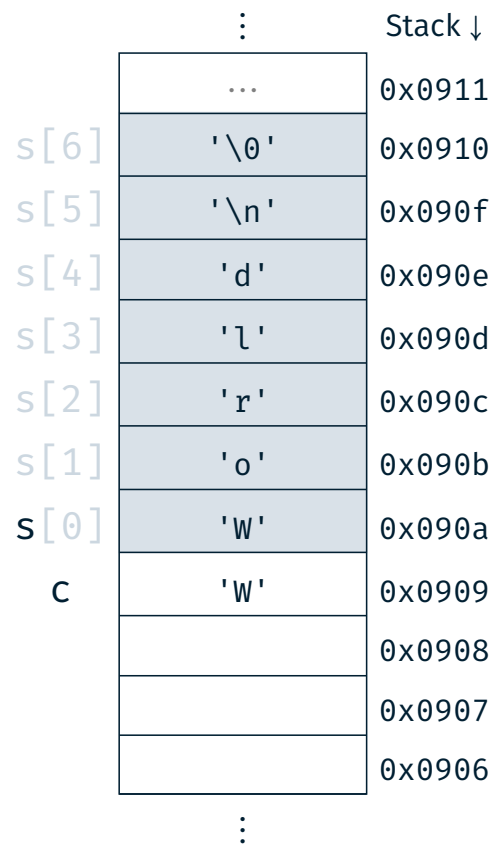 ⋮ Stack ↓
... 0x0911
s[6] '\0' 0x0910
s[5] '\n' 0x090f
s[4] 'd' 0x090e
s[3] 'l' 0x090d
s[2] 'r' 0x090c
s[1] 'o' 0x090b
s[0] 'W' 0x090a
c 'W' 0x0909
0x0908
0x0907
0x0906
⋮